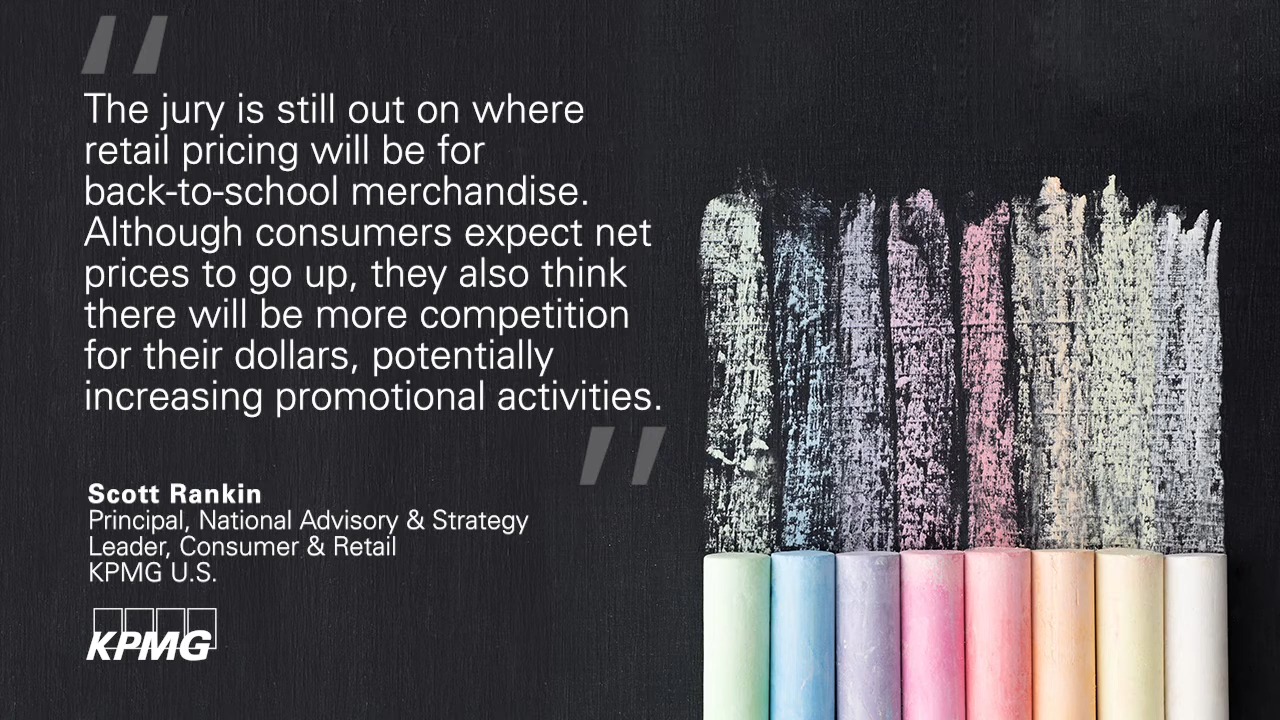 The jury is still out on where
retail pricing will be for
back-to-school merchandise.
Although consumers expect net
prices to go up, they also think
there will be more competition
for their dollars, potentially
increasing promotional activities.
Scott Rankin
Principal, National Advisory & Strategy
Leader, Consumer & Retail
KPMG U.S.
KPMG